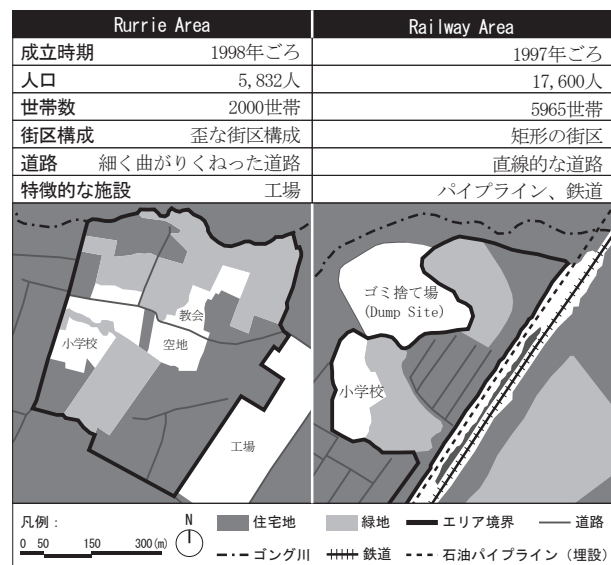 Rurrie Area Railway Area
成立時期 1998年ごろ 1997年ごろ
人口 5,832人 17,600人
世帯数 2000世帯 5965世帯
街区構成 歪な街区構成 矩形の街区
道路 細く曲がりくねった道路 直線的な道路
特徴的な施設 工場 パイプライン、鉄道
教会
小学校
空地
工場
ゴミ捨て場
(Dump Site)
小学校
凡例： N 住宅地 緑地 エリア境界 道路
0 50 150 300(m)
ゴング川 鉄道 石油パイプライン（埋設）